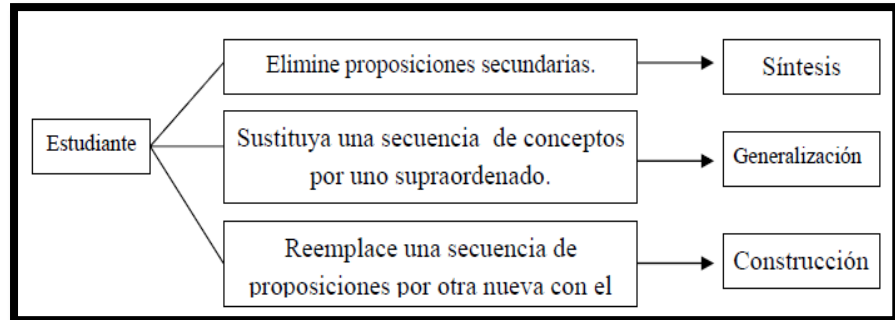 Estudiante
Elimine proposiciones secundarias.
Síntesis
Sustituya una secuencia de conceptos
por uno supraordenado.
Generalización
Reemplace una secuencia de
proposiciones por otra nueva con el
Construcción